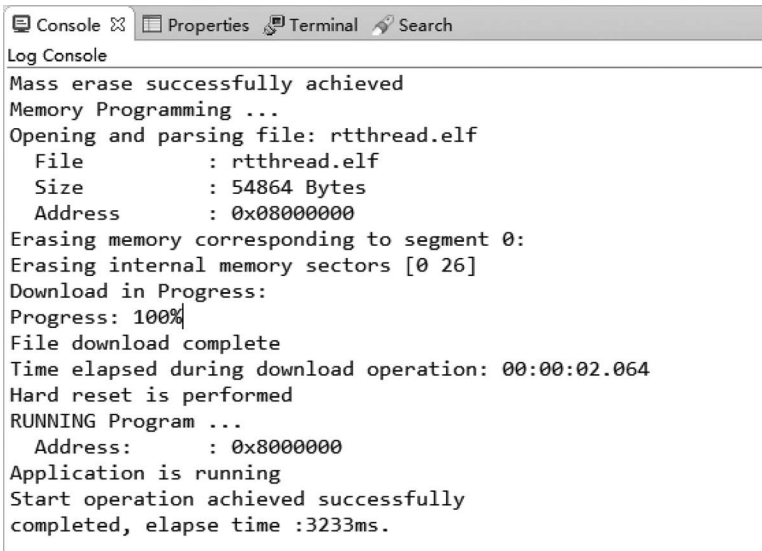 Console Properties Terminal Search
Log Console
Mass erase successfully achieved
Memory Programming ...
Opening and parsing file: rtthread.elf
  File          : rtthread.elf
  Size          : 54864 Bytes
  Address       : 0x08000000
Erasing memory corresponding to segment 0:
Erasing internal memory sectors [0 26]
Download in Progress:
Progress: 100%
File download complete
Time elapsed during download operation: 00:00:02.064
Hard reset is performed
RUNNING Program ...
  Address:      : 0x8000000
Application is running
Start operation achieved successfully
completed, elapse time :3233ms.